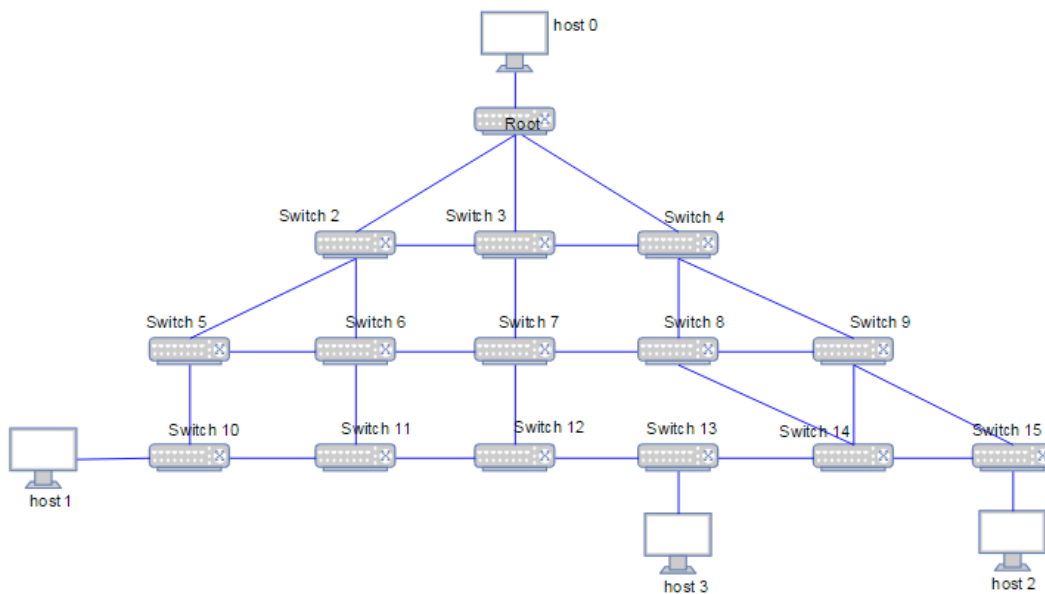 host 0
Root
Switch 2
Switch 3
Switch 4
Switch 5
Switch 6
Switch 7
Switch 8
Switch 9
Switch 10
Switch 11
Switch 12
Switch 13
Switch 14
Switch 15
host 1
host 3
host 2